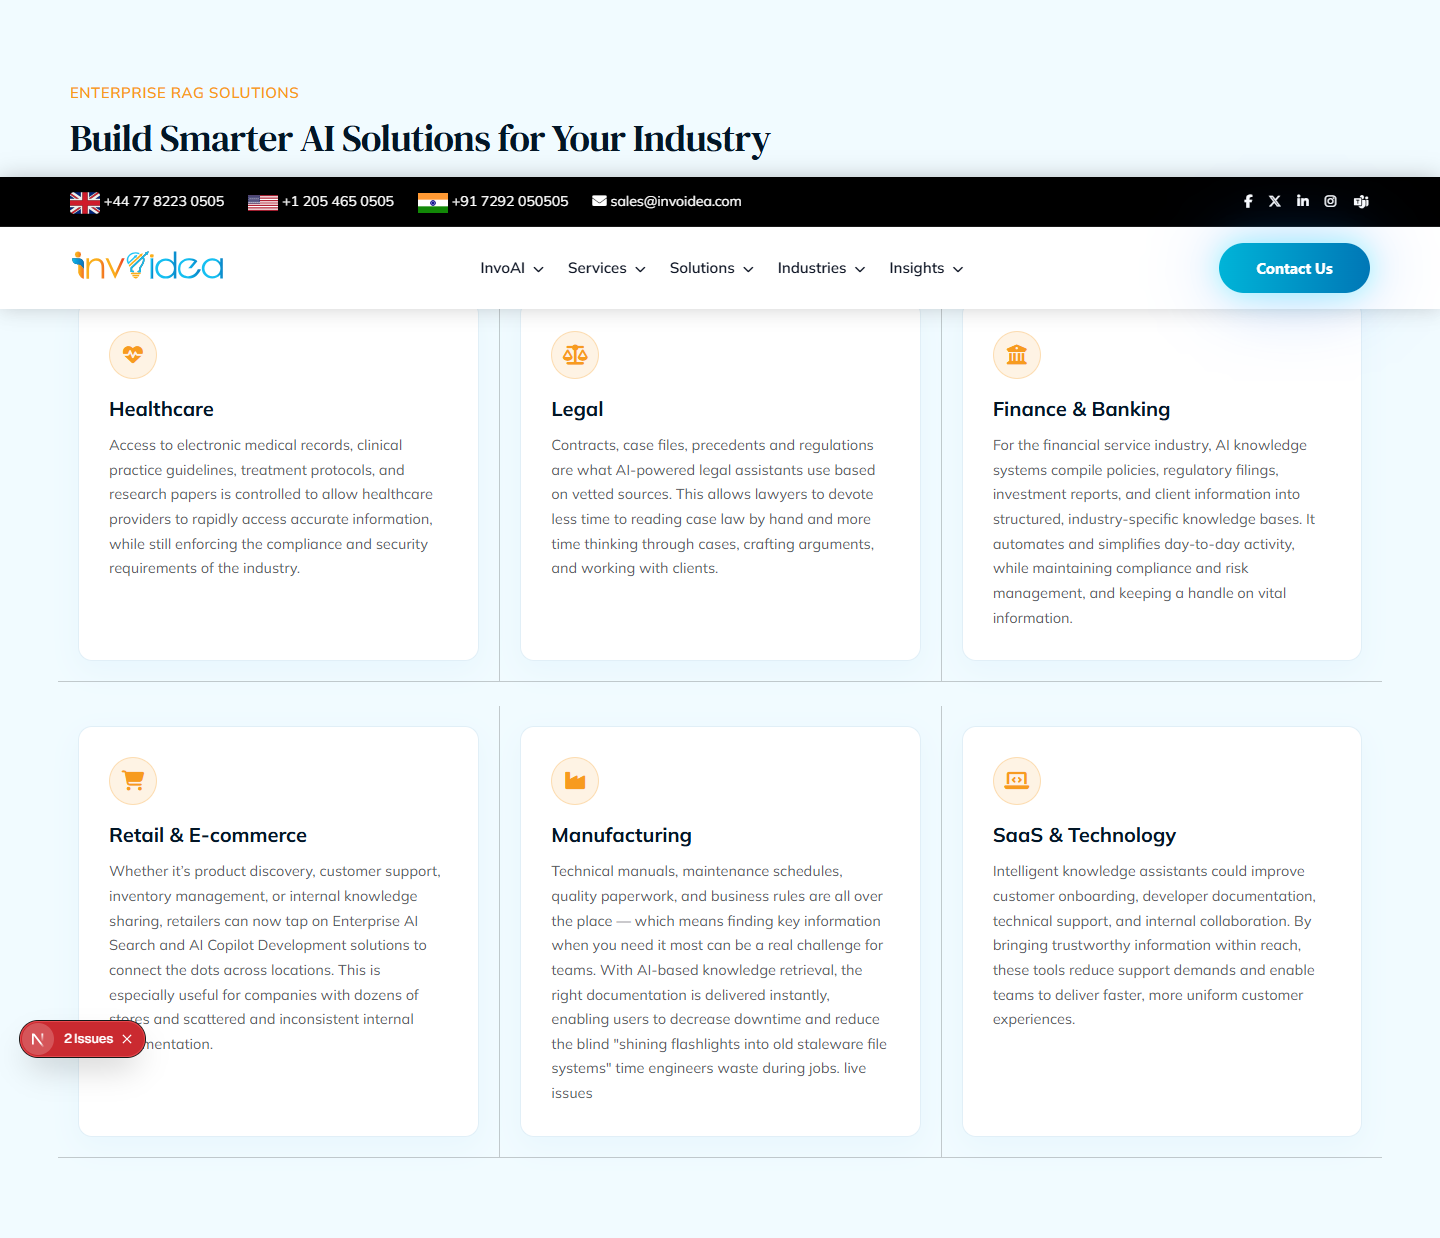 ENTERPRISE RAG SOLUTIONS
Build Smarter AI Solutions for Your Industry
+44 77 8223 0505
+1 205 465 0505
+91 7292 050505
sales@invoidea.com
invoidea
InvoAI
Services
Solutions
Industries
Insights
Contact Us
Healthcare
Access to electronic medical records, clinical
practice guidelines, treatment protocols, and
research papers is controlled to allow healthcare
providers to rapidly access accurate information,
while still enforcing the compliance and security
requirements of the industry.
Legal
Contracts, case files, precedents and regulations
are what AI-powered legal assistants use based
on vetted sources. This allows lawyers to devote
less time to reading case law by hand and more
time thinking through cases, crafting arguments,
and working with clients.
Finance & Banking
For the financial service industry, AI knowledge
systems compile policies, regulatory filings,
investment reports, and client information into
structured, industry-specific knowledge bases. It
automates and simplifies day-to-day activity,
while maintaining compliance and risk
management, and keeping a handle on vital
information.
Retail & E-commerce
Whether it's product discovery, customer support,
inventory management, or internal knowledge
sharing, retailers can now tap on Enterprise AI
Search and AI Copilot Development solutions to
connect the dots across locations. This is
especially useful for companies with dozens of
stores and scattered and inconsistent internal
mentation.
Manufacturing
Technical manuals, maintenance schedules,
quality paperwork, and business rules are all over
the place — which means finding key information
when you need it most can be a real challenge for
teams. With AI-based knowledge retrieval, the
right documentation is delivered instantly,
enabling users to decrease downtime and reduce
the blind "shining flashlights into old staleware file
systems" time engineers waste during jobs. live
issues
SaaS & Technology
Intelligent knowledge assistants could improve
customer onboarding, developer documentation,
technical support, and internal collaboration. By
bringing trustworthy information within reach,
these tools reduce support demands and enable
teams to deliver faster, more uniform customer
experiences.
N 2 Issues